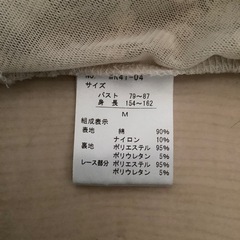 No. SK41-04
サイズ
バスト 79～87
身長 154～162
M
組成表示
表地 綿 90%
ナイロン 10%
裏地 ポリエステル 95%
ポリウレタン 5%
レース部分 ポリエステル 95%
ポリウレタン 5%